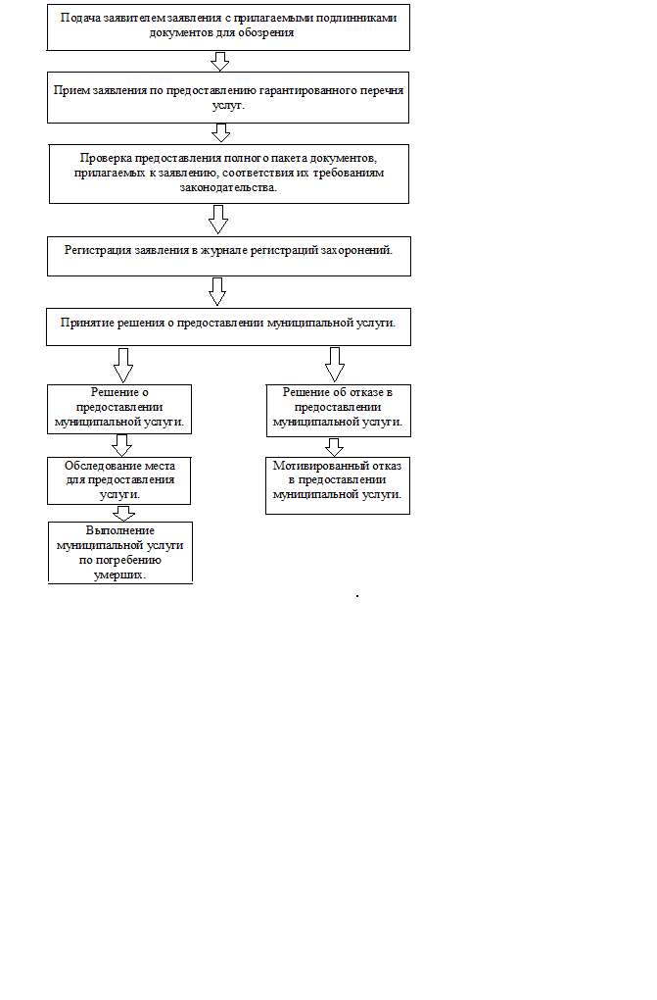 Подача заявителем заявления с прилагаемыми подлинниками
документов для обозрения
Прием заявления по предоставлению гарантированного перечня
услуг.
Проверка предоставления полного пакета документов,
прилагаемых к заявлению, соответствия их требованиям
законодательства.
Регистрация заявления в журнале регистраций захоронений.
Принятие решения о предоставлении муниципальной услуги.
Решение о
предоставлении
муниципальной услуги.
Решение об отказе в
предоставлении
муниципальной услуги.
Обследование места
для предоставления
услуги.
Мотивированный отказ
в предоставлении
муниципальной услуги.
Выполнение
муниципальной услуги
по погребению
умерших.
.